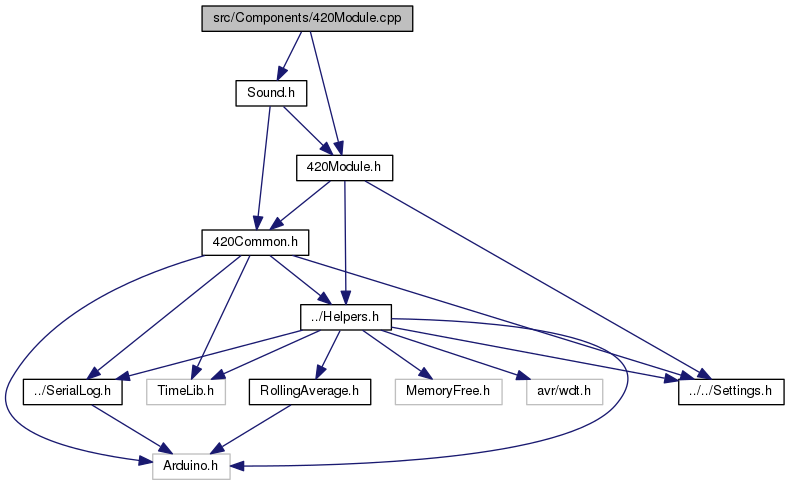 src/Components/420Module.cpp
Sound.h
420Module.h
420Common.h
../Helpers.h
../SerialLog.h
TimeLib.h
RollingAverage.h
MemoryFree.h
avr/wdt.h
../../Settings.h
Arduino.h